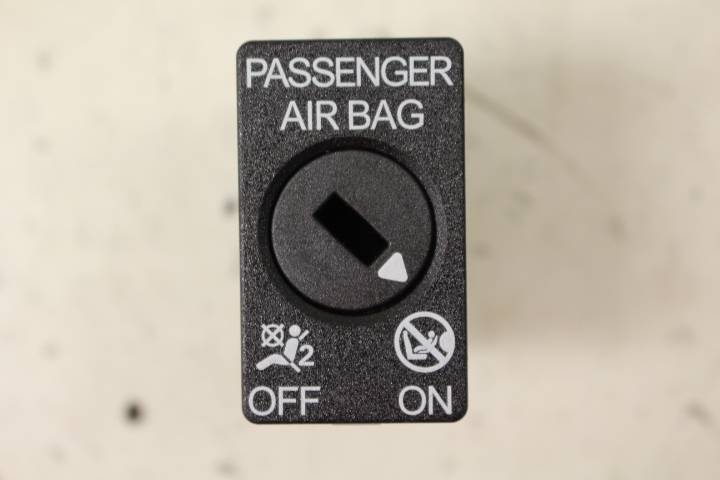 PASSENGER
AIR BAG
2
OFF ON